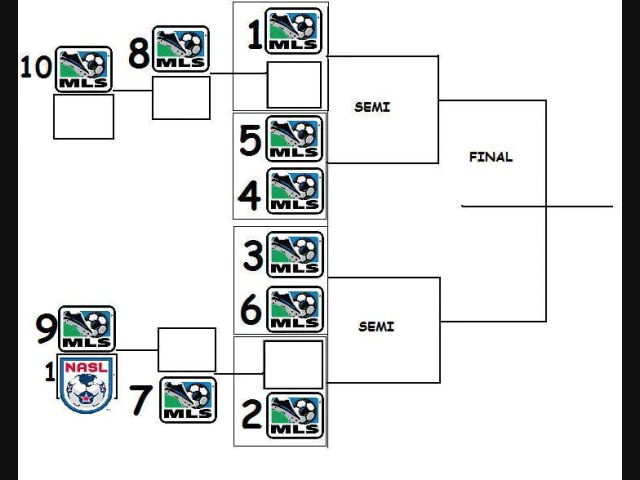 1 MLS
8 MLS
10 MLS
SEMI
5 MLS
FINAL
4 MLS
3 MLS
6 MLS
SEMI
9 MLS
1 NASL
7 MLS
2 MLS